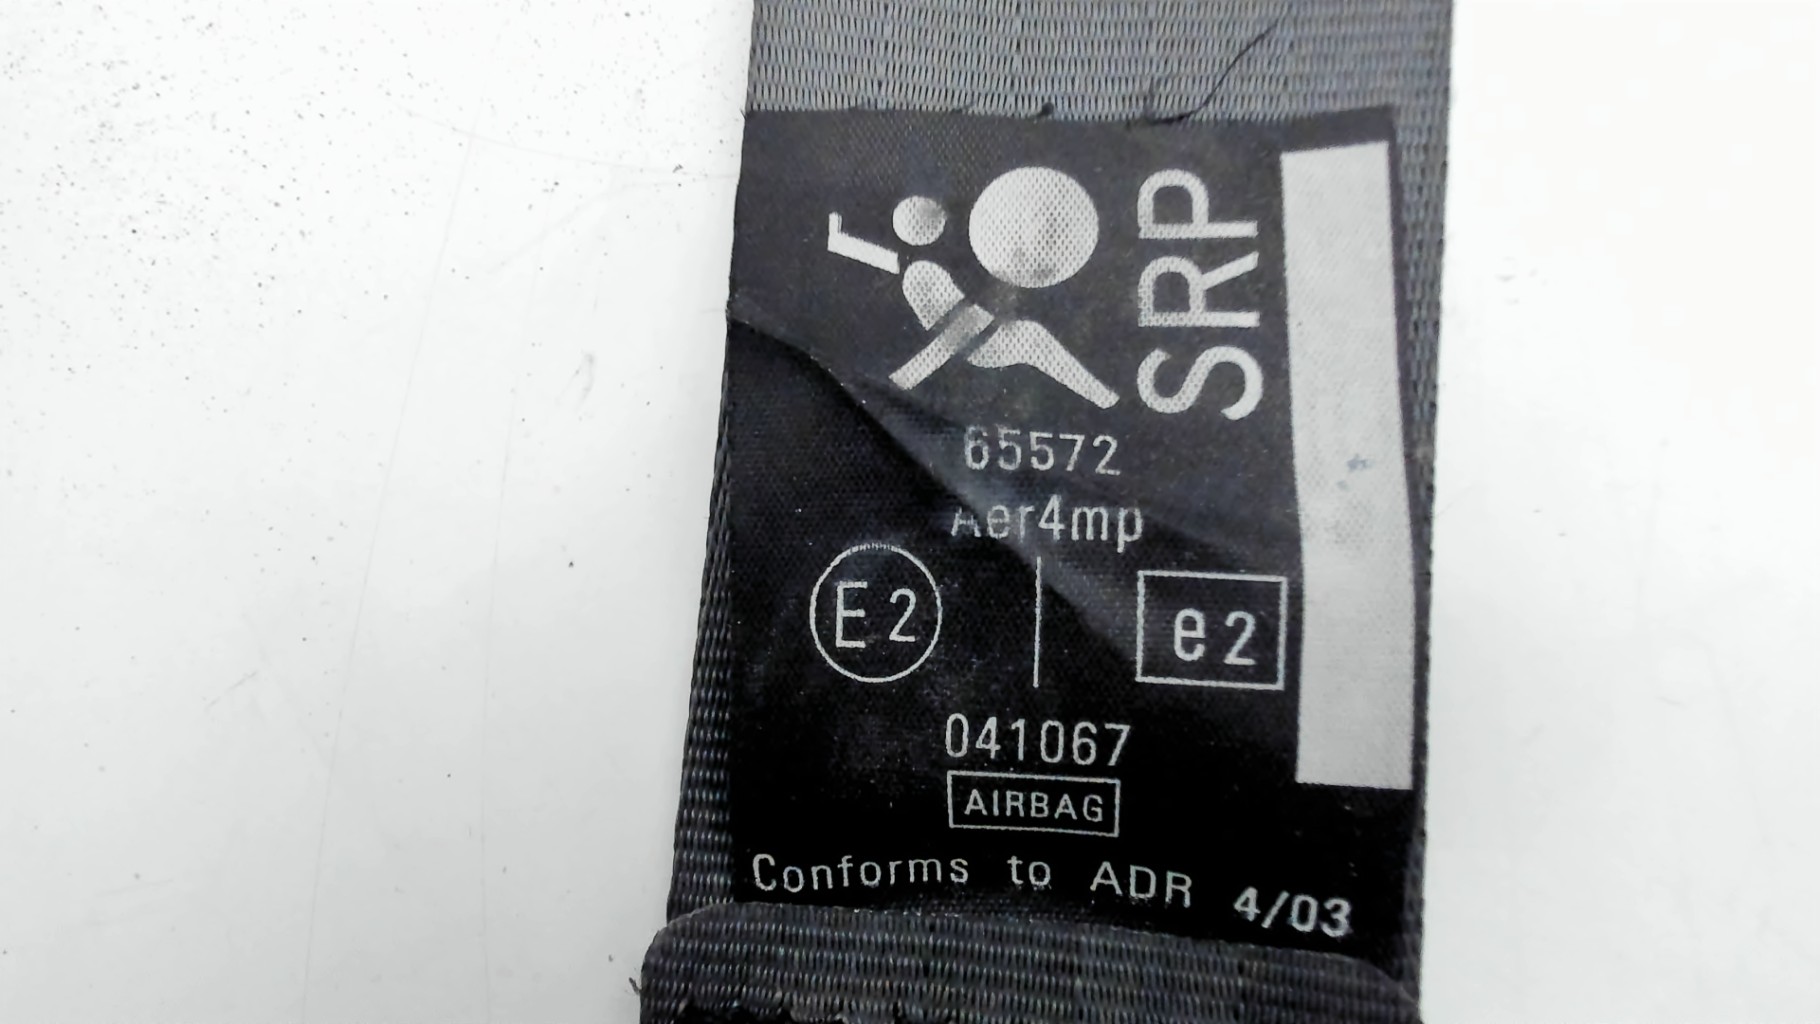 SRP
65572
Aer4mp
E2 e2
041067
AIRBAG
Conforms to ADR 4/03